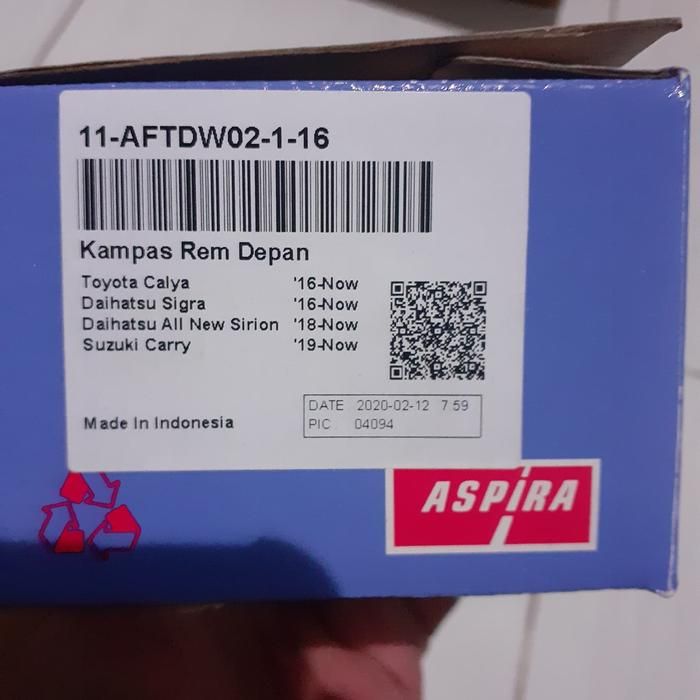 11-AFTDW02-1-16
Kampas Rem Depan
Toyota Calya '16-Now
Daihatsu Sigra '16-Now
Daihatsu All New Sirion '18-Now
Suzuki Carry '19-Now
DATE 2020-02-12 7:59
PIC 04094
Made In Indonesia
ASPIRA